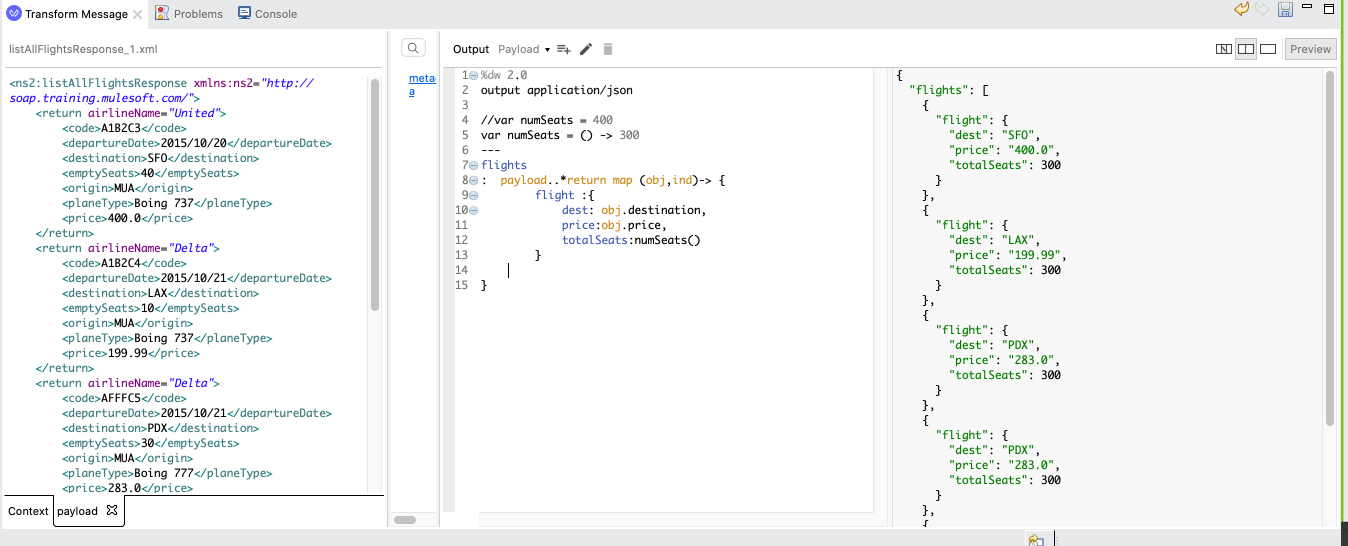 Transform Message Problems Console
listAllFlightsResponse_1.xml
<ns2:listAllFlightsResponse xmlns:ns2="http://
soap.training.mulesoft.com/">
<return airlineName="United">
<code>A1B2C3</code>
<departureDate>2015/10/20</departureDate>
<destination>SFO</destination>
<emptySeats>40</emptySeats>
<origin>MUA</origin>
<planeType>Boing 737</planeType>
<price>400.0</price>
</return>
<return airlineName="Delta">
<code>A1B2C4</code>
<departureDate>2015/10/21</departureDate>
<destination>LAX</destination>
<emptySeats>10</emptySeats>
<origin>MUA</origin>
<planeType>Boing 737</planeType>
<price>199.99</price>
</return>
<return airlineName="Delta">
<code>AFFFC5</code>
<departureDate>2015/10/21</departureDate>
<destination>PDX</destination>
<emptySeats>30</emptySeats>
<origin>MUA</origin>
<planeType>Boing 777</planeType>
<price>283.0</price>
Context payload
meta
a
Output Payload Preview
1 %dw 2.0
2 output application/json
3
4 //var numSeats = 400
5 var numSeats = () -> 300
6 ---
7 flights
8 : payload..*return map (obj,ind)-> {
9 flight :{
10 dest: obj.destination,
11 price:obj.price,
12 totalSeats:numSeats()
13 }
14
15 }
{
"flights": [
{
"flight": {
"dest": "SFO",
"price": "400.0",
"totalSeats": 300
}
},
{
"flight": {
"dest": "LAX",
"price": "199.99",
"totalSeats": 300
}
},
{
"flight": {
"dest": "PDX",
"price": "283.0",
"totalSeats": 300
}
},
{
"flight": {
"dest": "PDX",
"price": "283.0",
"totalSeats": 300
}
},
{